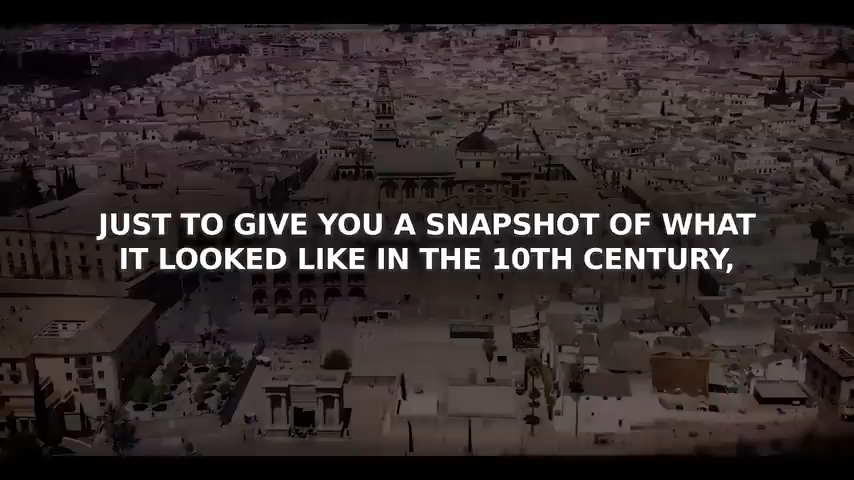 JUST TO GIVE YOU A SNAPSHOT OF WHAT
IT LOOKED LIKE IN THE 10TH CENTURY,